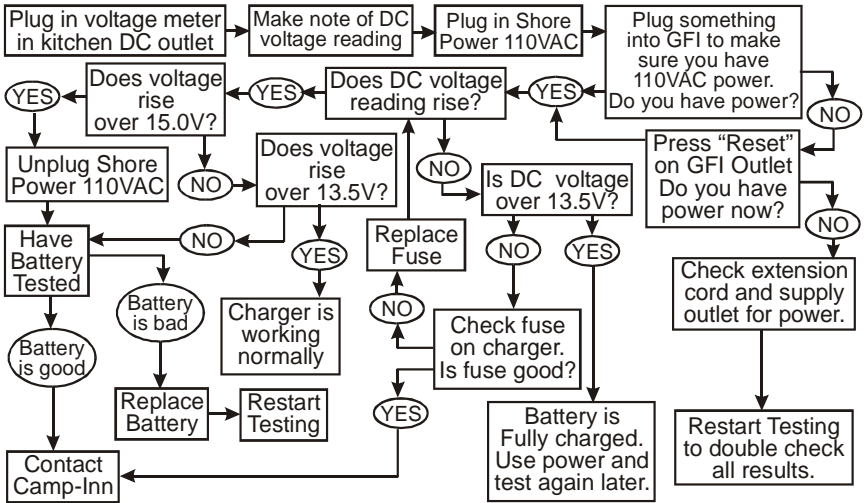 Plug in voltage meter
in kitchen DC outlet
Make note of DC
voltage reading
Plug in Shore
Power 110VAC
Plug something
into GFI to make
sure you have
110VAC power.
Do you have power?
NO
YES
Press “Reset”
on GFI Outlet
Do you have
power now?
NO
Check extension
cord and supply
outlet for power.
Restart Testing
to double check
all results.
Does DC voltage
reading rise?
YES
NO
Does voltage
rise
over 15.0V?
YES
NO
Unplug Shore
Power 110VAC
Does voltage
rise
over 13.5V?
NO
YES
Charger is
working
normally
Have
Battery
Tested
Battery
is bad
Battery
is good
Replace
Battery
Restart
Testing
Contact
Camp-Inn
Is DC voltage
over 13.5V?
NO
YES
Replace
Fuse
NO
Check fuse
on charger.
Is fuse good?
YES
Battery is
Fully charged.
Use power and
test again later.